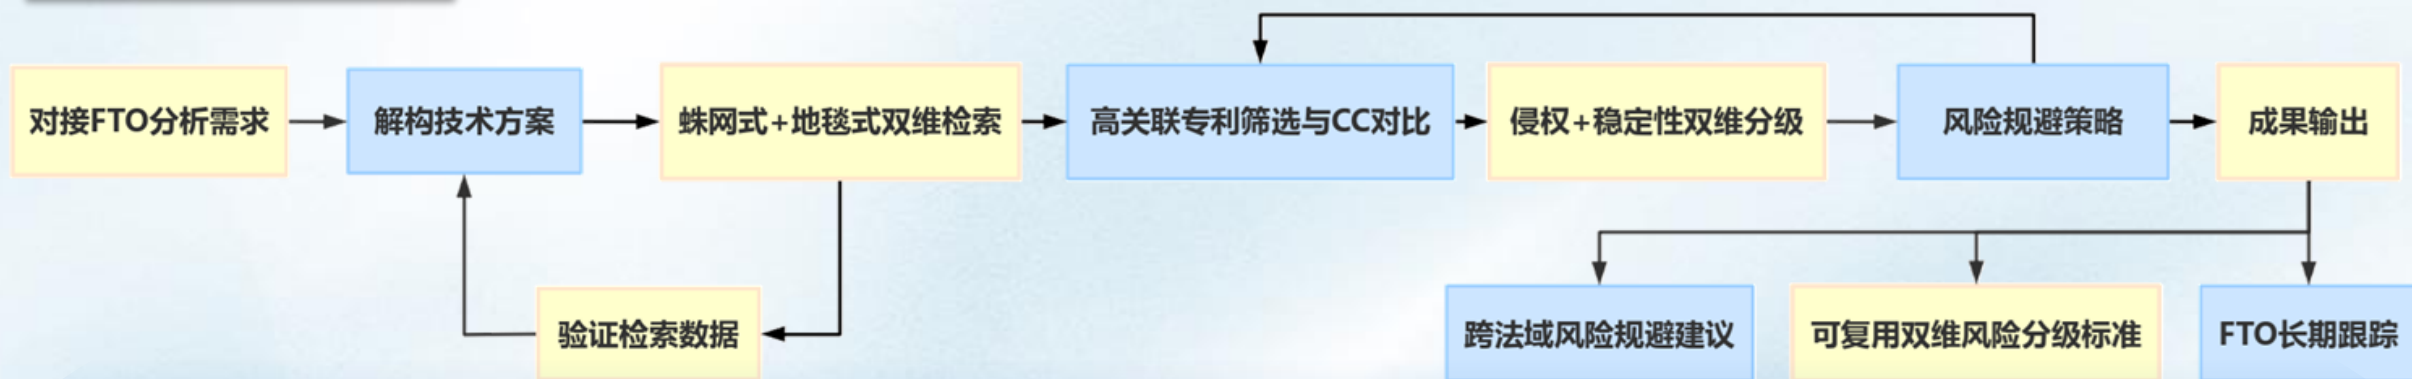 对接FTO分析需求
解构技术方案
蛛网式+地毯式双维检索
高关联专利筛选与CC对比
侵权+稳定性双维分级
风险规避策略
成果输出
验证检索数据
跨法域风险规避建议
可复用双维风险分级标准
FTO长期跟踪